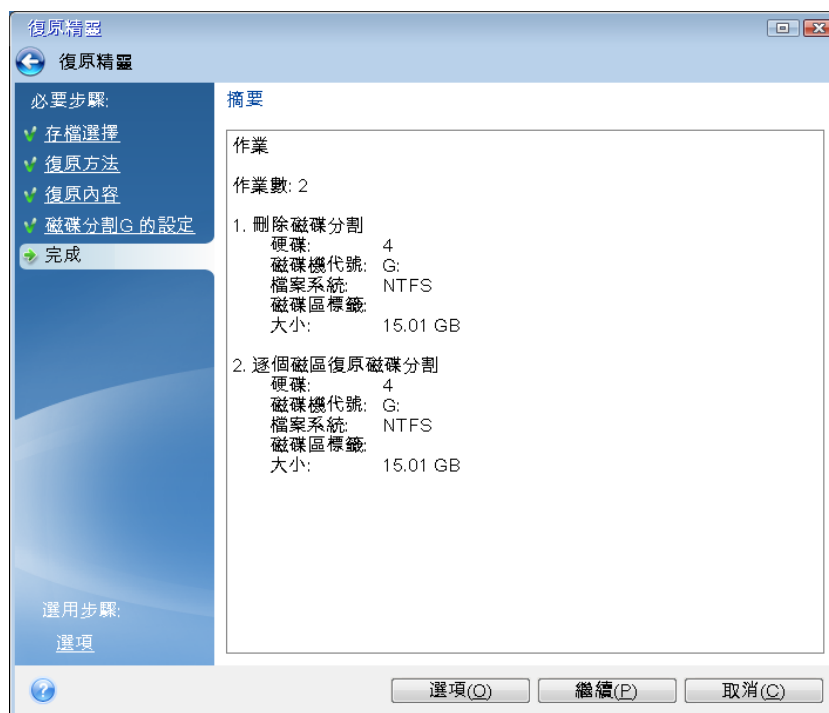 復原精靈
復原精靈
必要步驟:
存檔選擇
復原方法
復原內容
磁碟分割G 的設定
完成
選用步驟:
選項
摘要
作業
作業數: 2
1. 刪除磁碟分割
硬碟: 4
磁碟機代號: G:
檔案系統: NTFS
磁碟區標籤:
大小: 15.01 GB
2. 逐個磁區復原磁碟分割
硬碟: 4
磁碟機代號: G:
檔案系統: NTFS
磁碟區標籤:
大小: 15.01 GB
選項(O)
繼續(P)
取消(C)